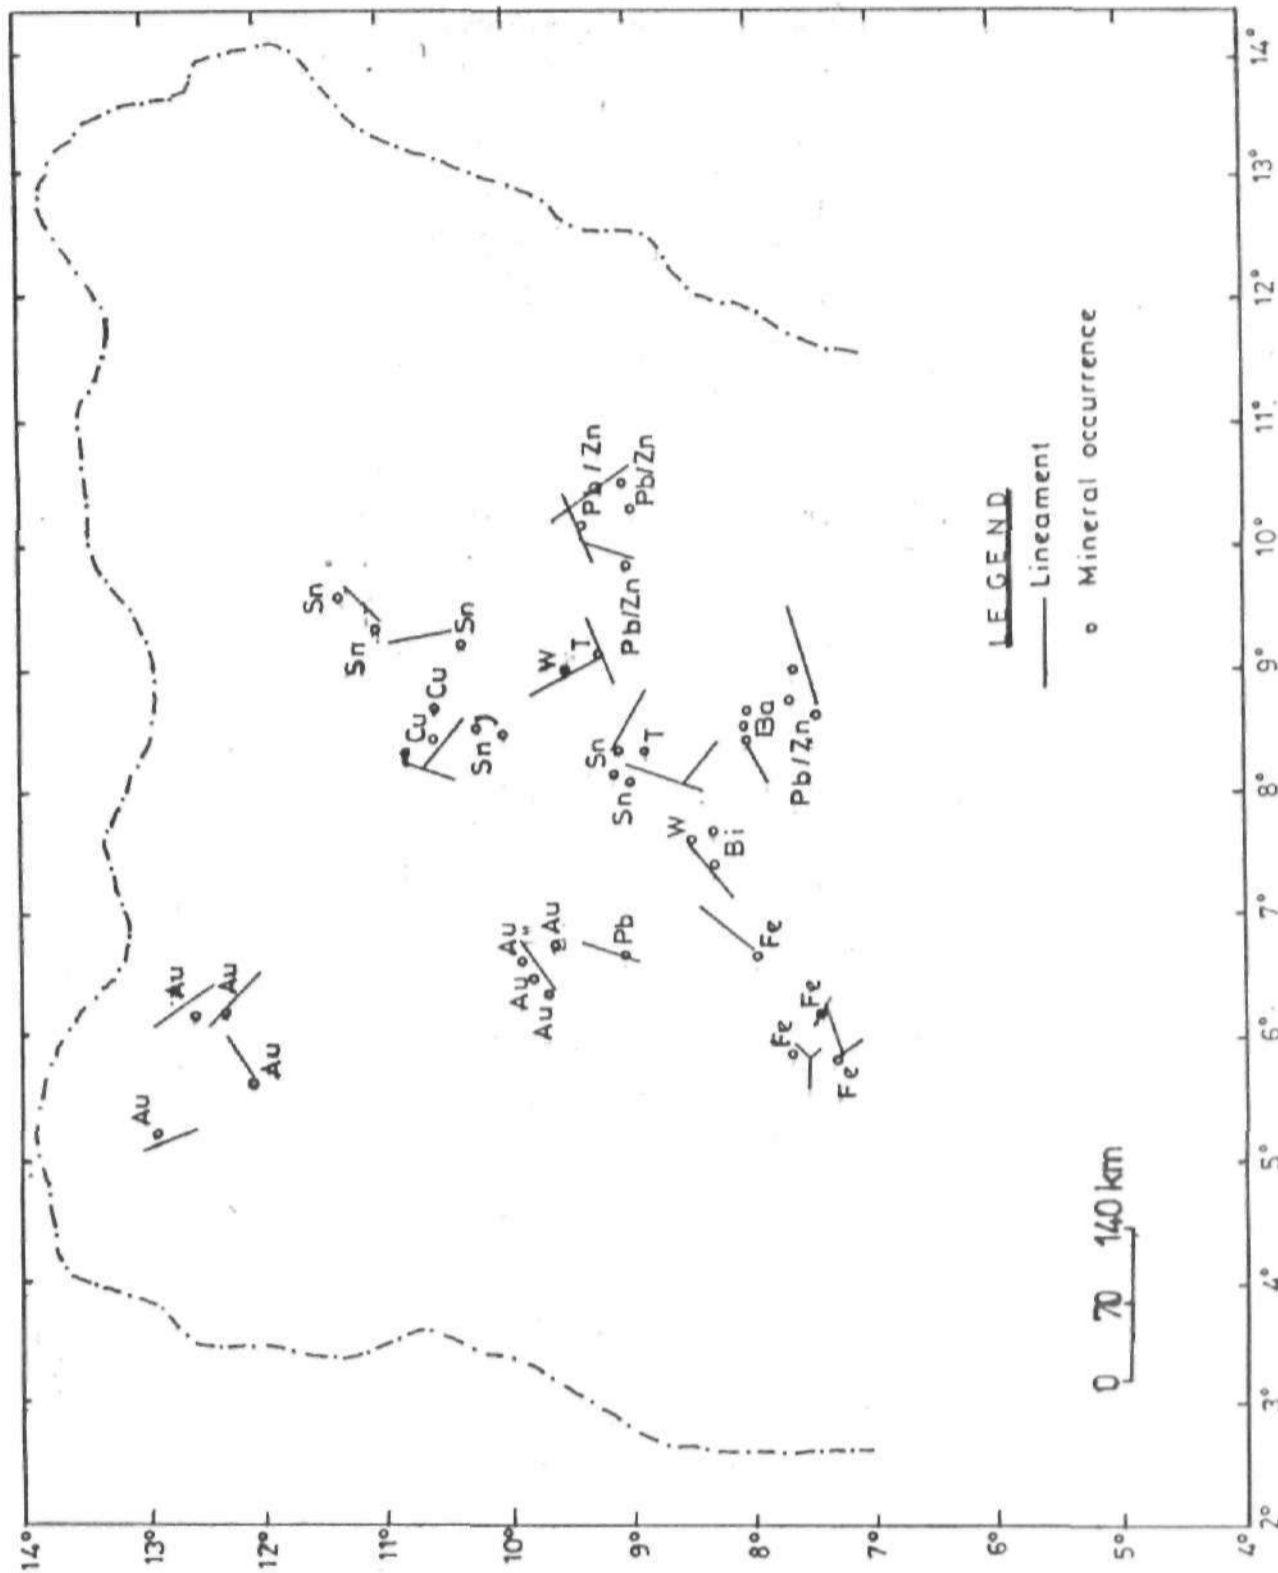 14°
13°
12°
11°
10°
9°
8°
7°
6°
5°
4°
2°
3°
4°
5°
6°
7°
8°
9°
10°
11°
12°
13°
14°
Au
Au
Au
Au
Au
Au
Au
Au
Pb
Fe
Fe
Fe
Fe
W
Bi
Sn
Sn
T
Ba
Pb/Zn
Cu
Cu
Sn
Sn
Sn
Sn
W
T
Pb/Zn
Pb/Zn
Pb/Zn
LEGEND
Lineament
Mineral occurrence
0 70 140 km